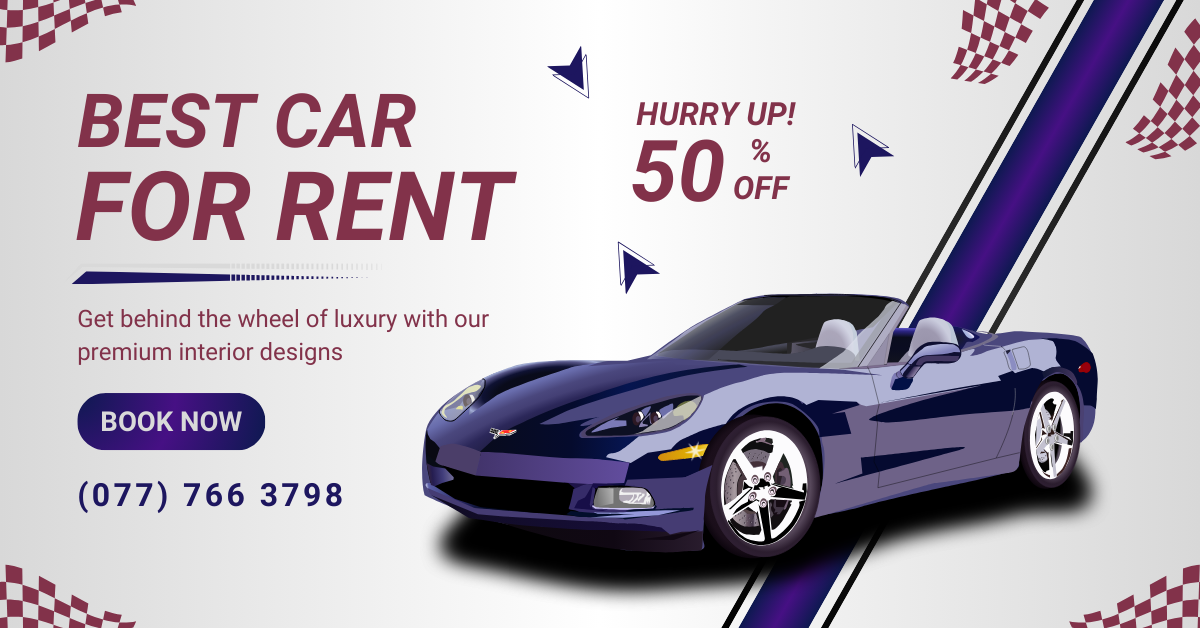 BEST CAR
FOR RENT
Get behind the wheel of luxury with our
premium interior designs
BOOK NOW
(077) 766 3798
HURRY UP!
50 %
OFF